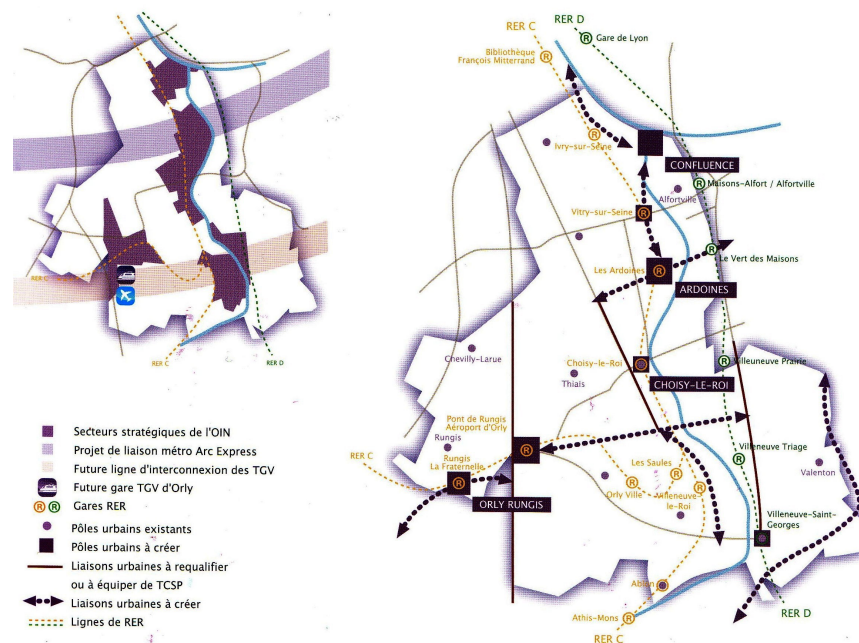 RER C
RER C
RER D
Secteurs stratégiques de l'OIN
Projet de liaison métro Arc Express
Future ligne d'interconnexion des TGV
Future gare TGV d'Orly
R R Gares RER
Pôles urbains existants
Pôles urbains à créer
Liaisons urbaines à requalifier
ou à équiper de TCSP
Liaisons urbaines à créer
Lignes de RER
RER C
RER D
Gare de Lyon
Bibliothèque
François Mitterrand
Ivry-sur-Seine
CONFLUENCE
Maisons-Alfort / Alfortville
Alfortville
Vitry-sur-Seine
Le Vert des Maisons
Les Ardoines
ARDOINES
Chevilly-Larue
Choisy-le-Roi
Villeuneuve Prairie
Thiais
CHOISY-LE-ROI
Pont de Rungis
Aéroport d'Orly
Rungis
RER C
Rungis
La Fraternelle
Les Saules
Villeneuve Triage
Valenton
Orly Ville
Villeneuve-
le-Roi
ORLY RUNGIS
Villeneuve-Saint-
Georges
Ablon
Athis-Mons
RER C
RER D